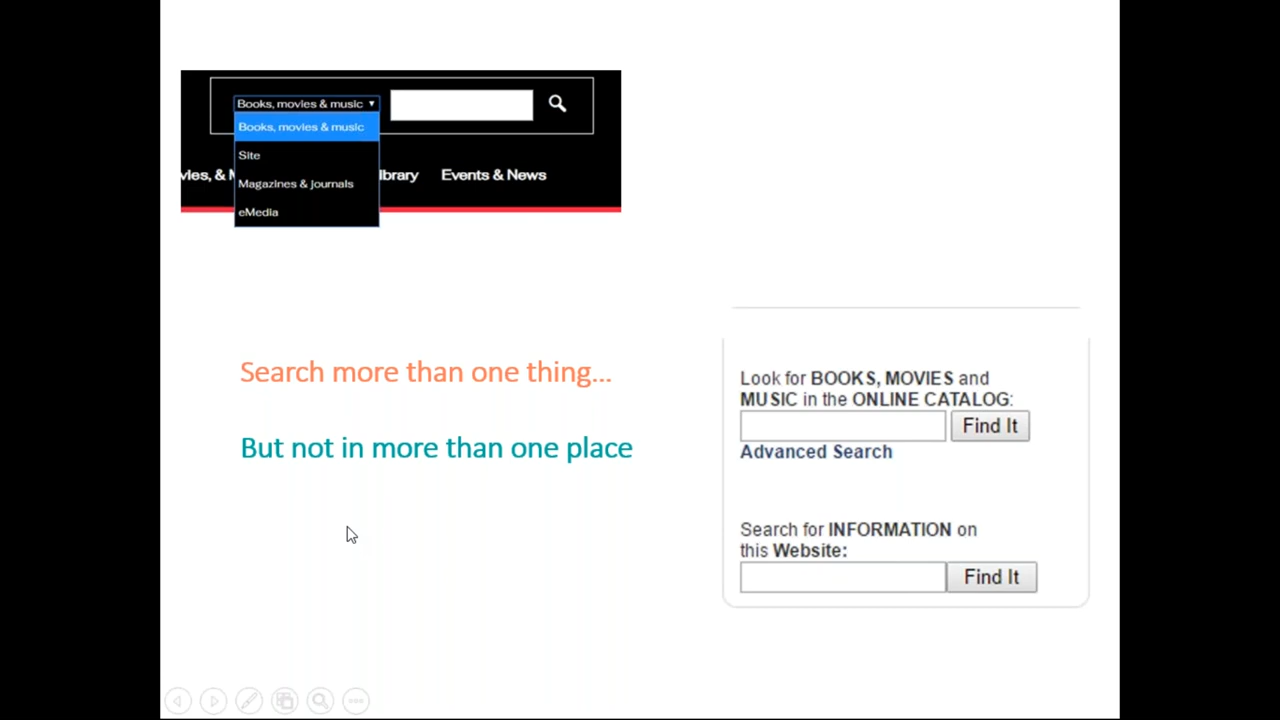 Books, movies & music
Books, movies & music
Site
Magazines & journals
eMedia
Events & News
Search more than one thing...
But not in more than one place
Look for BOOKS, MOVIES and
MUSIC in the ONLINE CATALOG:
Find It
Advanced Search
Search for INFORMATION on
this Website:
Find It